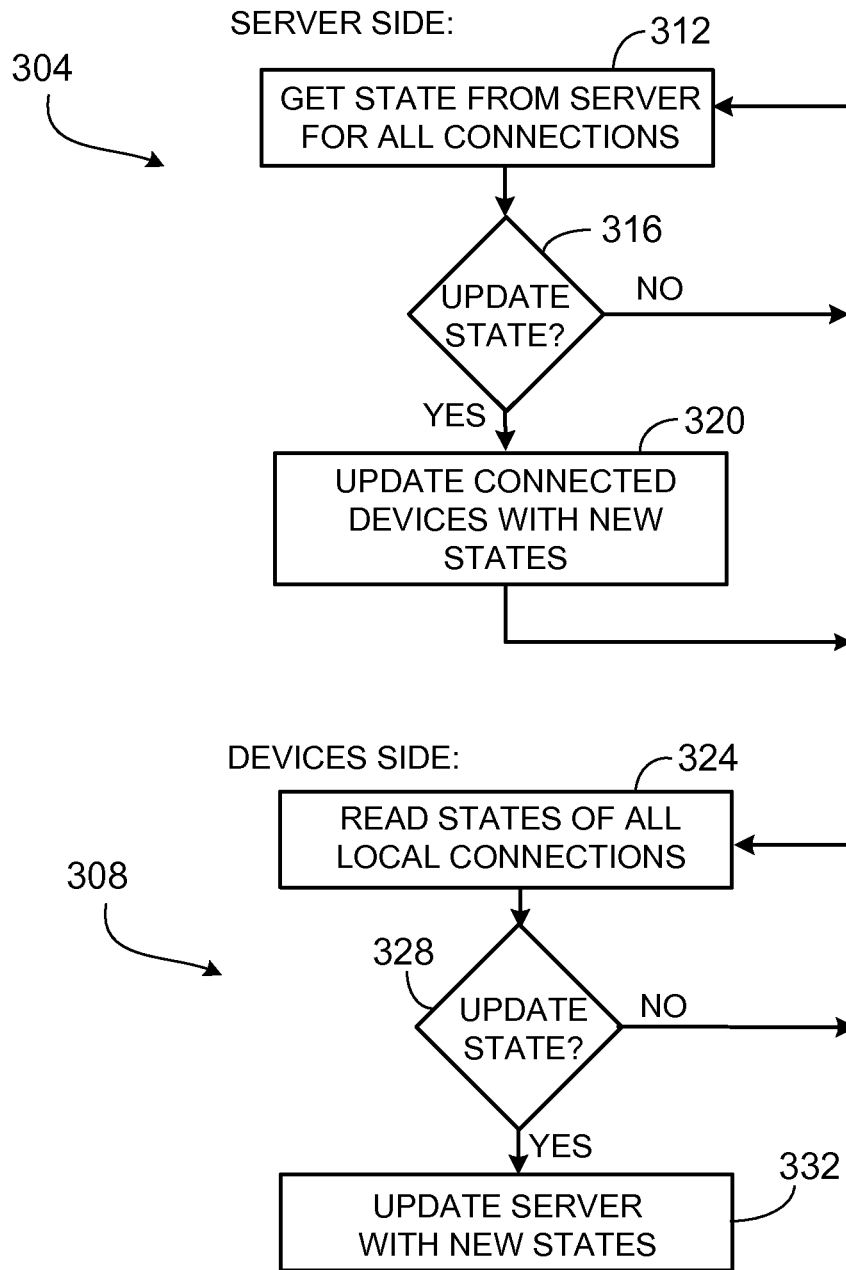 SERVER SIDE:
312
304
GET STATE FROM SERVER
FOR ALL CONNECTIONS
316
UPDATE
STATE?
NO
YES
320
UPDATE CONNECTED
DEVICES WITH NEW
STATES
DEVICES SIDE:
324
READ STATES OF ALL
LOCAL CONNECTIONS
308
328
UPDATE
STATE?
NO
YES
332
UPDATE SERVER
WITH NEW STATES